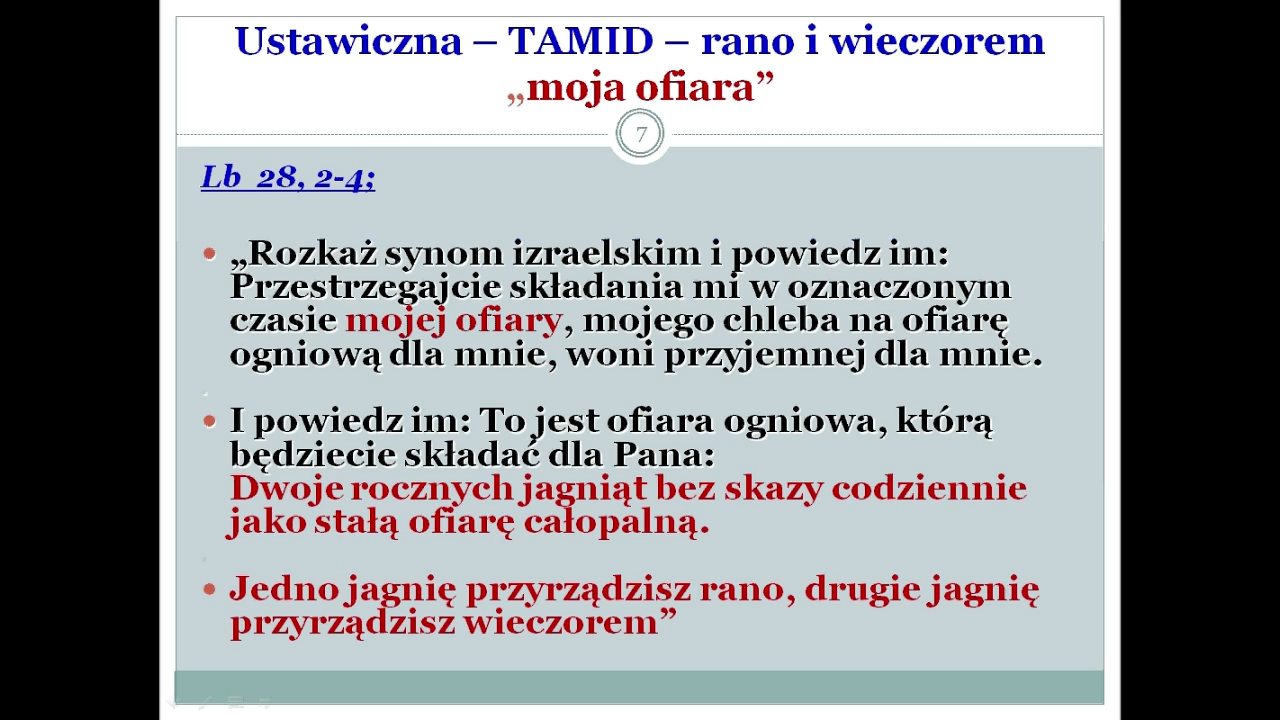 Ustawiczna – TAMID – rano i wieczorem
„moja ofiara”
7
Lb 28, 2-4;
• „Rozkaż synom izraelskim i powiedz im:
Przestrzegajcie składania mi w oznaczonym
czasie mojej ofiary, mojego chleba na ofiarę
ogniową dla mnie, woni przyjemnej dla mnie.
• I powiedz im: To jest ofiara ogniowa, którą
będziecie składać dla Pana:
Dwoje rocznych jagniąt bez skazy codziennie
jako stałą ofiarę całopalną.
• Jedno jagnię przyrządzisz rano, drugie jagnię
przyrządzisz wieczorem”